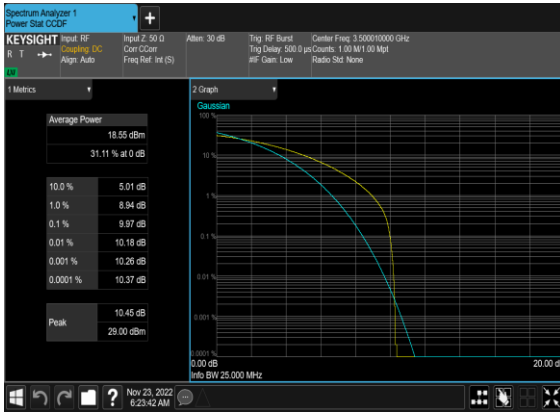 Spectrum Analyzer 1
Power Stat CCDF
KEYSIGHT
R T
LW
Input: RF
Coupling: DC
Align: Auto
Input Z: 50 Ω
Corr CCorr
Freq Ref: Int (S)
Atten: 30 dB
Trig: RF Burst
Trig Delay: 500.0 µs
#IF Gain: Low
Center Freq: 3.500010000 GHz
Counts: 1.00 M/1.00 Mpt
Radio Std: None
1 Metrics
Average Power
18.55 dBm
31.11 % at 0 dB
10.0 % 5.01 dB
1.0 % 8.94 dB
0.1 % 9.97 dB
0.01 % 10.18 dB
0.001 % 10.26 dB
0.0001 % 10.37 dB
Peak
10.45 dB
29.00 dBm
2 Graph
Gaussian
100 %
10 %
1 %
0.1 %
0.01 %
0.001 %
0.0001 %
0.00 dB
20.00 d
Info BW 25.000 MHz
?
Nov 23, 2022
6:23:42 AM